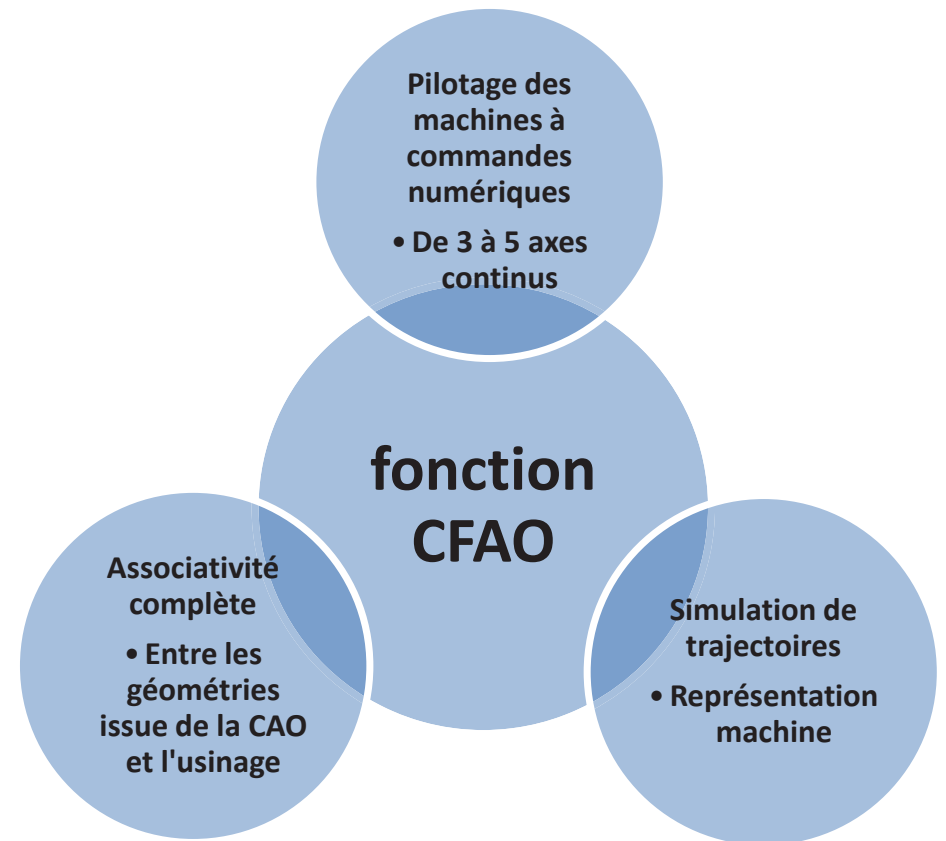 Pilotage des
machines à
commandes
numériques
• De 3 à 5 axes
continus
fonction
CFAO
Associativité
complète
• Entre les
géométries
issue de la CAO
et l'usinage
Simulation de
trajectoires
• Représentation
machine